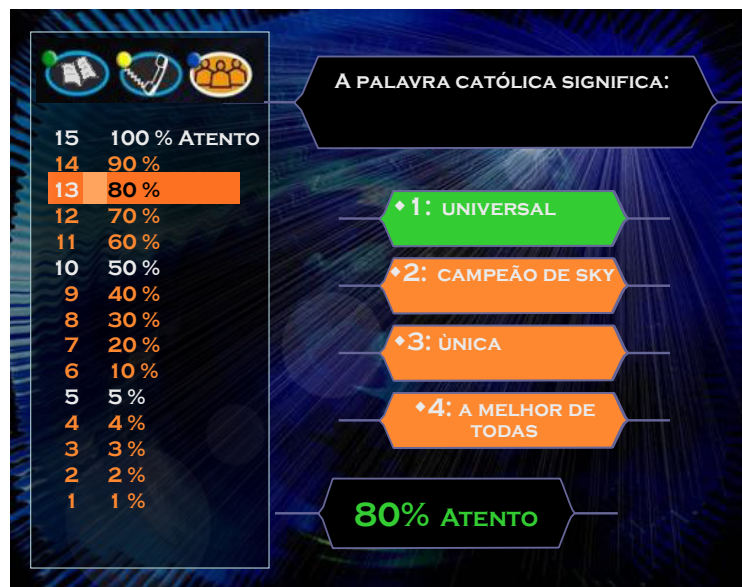 A PALAVRA CATÓLICA SIGNIFICA:
15 100 % ATENTO
14 90 %
13 80 %
12 70 %
11 60 %
10 50 %
9 40 %
8 30 %
7 20 %
6 10 %
5 5 %
4 4 %
3 3 %
2 2 %
1 1 %
1: UNIVERSAL
2: CAMPEÃO DE SKY
3: ÙNICA
4: A MELHOR DE
TODAS
80% ATENTO